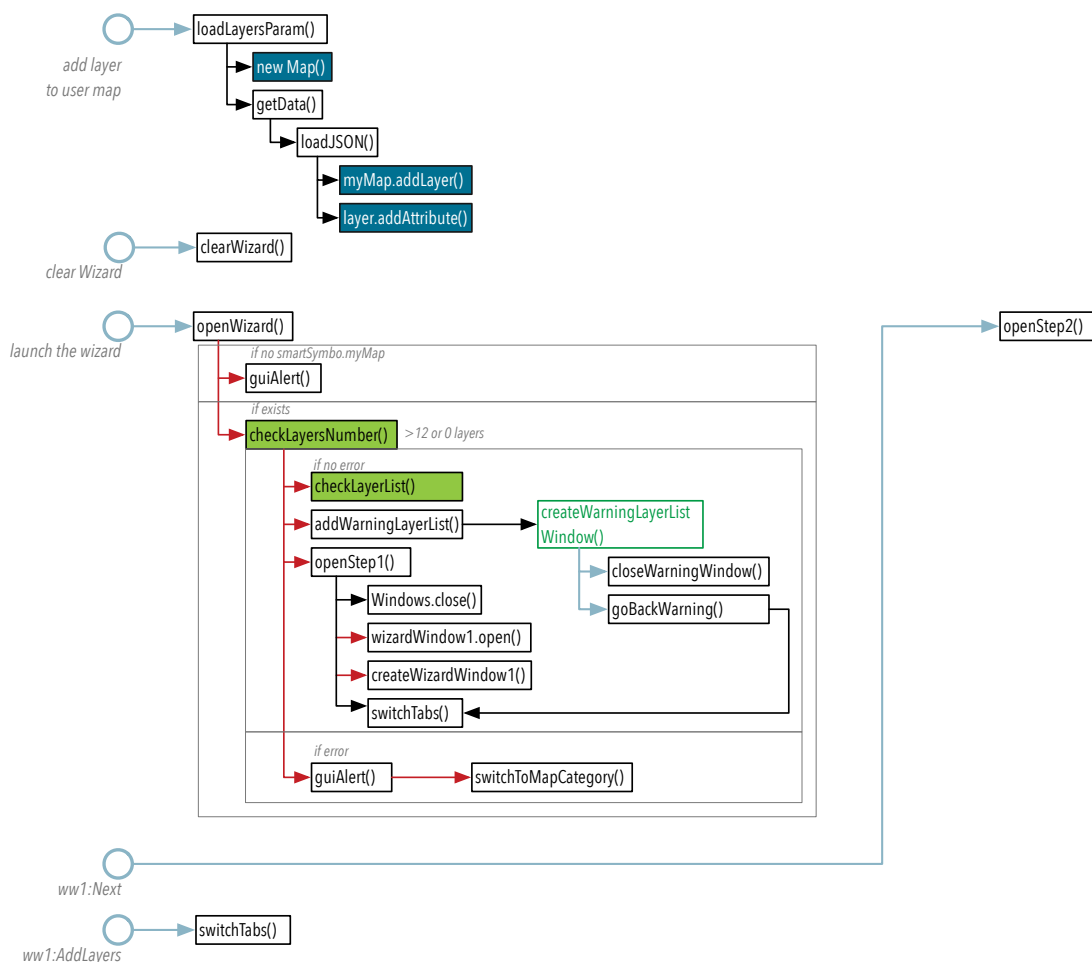 loadLayersParam()
add layer
to user map
new Map()
getData()
loadJSON()
myMap.addLayer()
layer.addAttribute()
clearWizard()
clear Wizard
openWizard()
openStep2()
launch the wizard
if no smartSymbo.myMap
guiAlert()
if exists
checkLayersNumber()
>12 or 0 layers
if no error
checkLayerList()
addWarningLayerList()
createWarningLayerList
Window()
openStep1()
closeWarningWindow()
Windows.close()
goBackWarning()
wizardWindow1.open()
createWizardWindow1()
switchTabs()
if error
guiAlert()
switchToMapCategory()
ww1:Next
switchTabs()
ww1:AddLayers